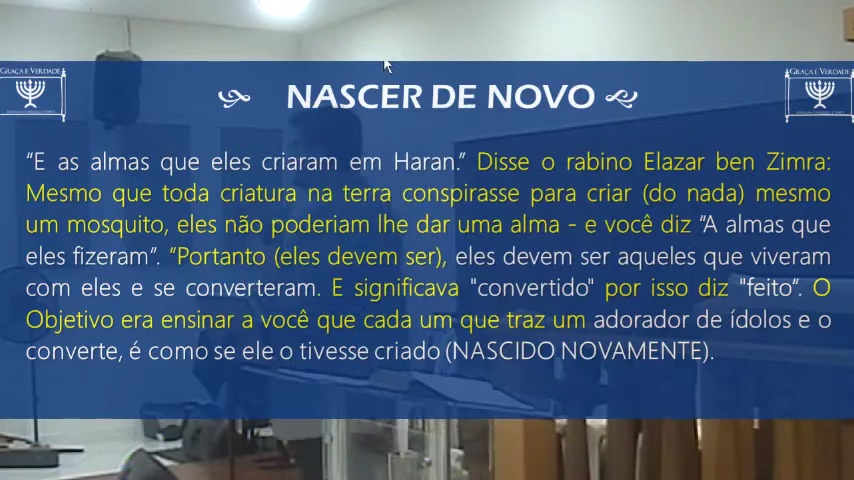 GRAÇA E VERDADE
GRAÇA E VERDADE
NASCER DE NOVO
“E as almas que eles criaram em Haran.” Disse o rabino Elazar ben Zimra:
Mesmo que toda criatura na terra conspirasse para criar (do nada) mesmo
um mosquito, eles não poderiam lhe dar uma alma - e você diz “A almas que
eles fizeram”. ”Portanto (eles devem ser), eles devem ser aqueles que viveram
com eles e se converteram. E significava "convertido" por isso diz "feito”. O
Objetivo era ensinar a você que cada um que traz um adorador de ídolos e o
converte, é como se ele o tivesse criado (NASCIDO NOVAMENTE).